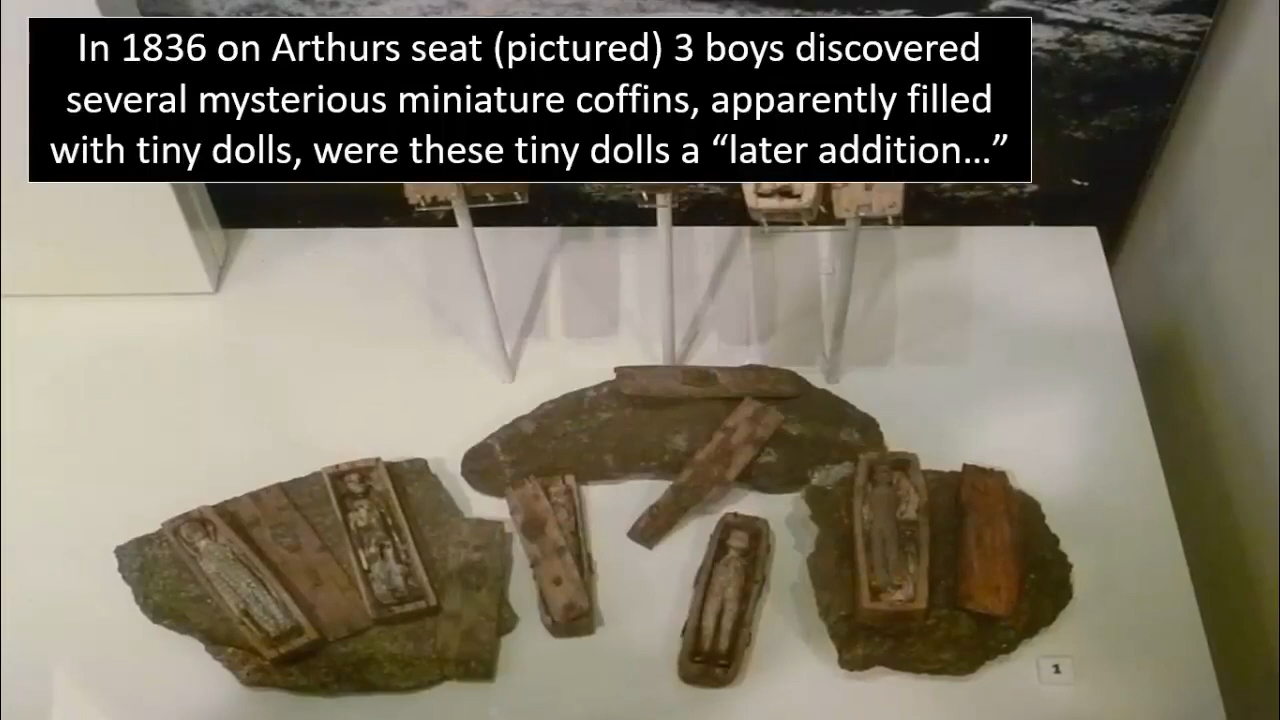 In 1836 on Arthurs seat (pictured) 3 boys discovered
several mysterious miniature coffins, apparently filled
with tiny dolls, were these tiny dolls a “later addition…”
1